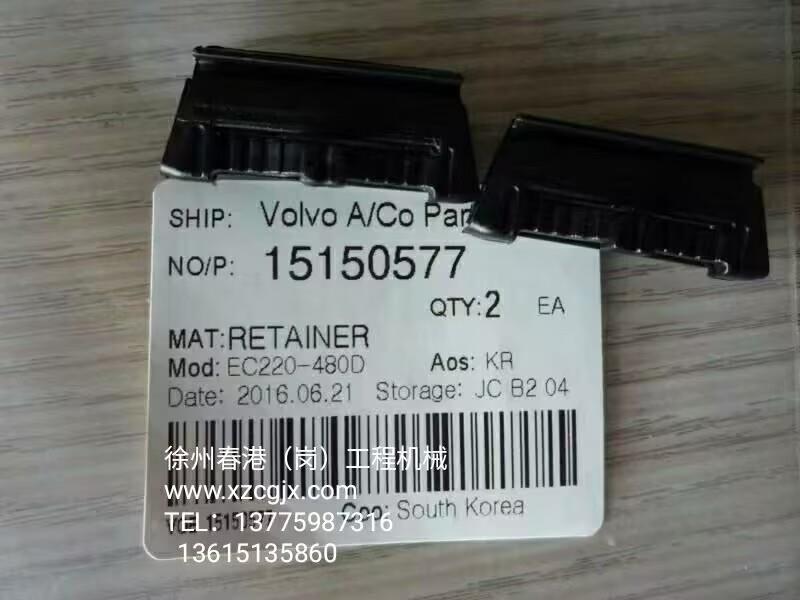 SHIP: Volvo A/Co Par
NO/P: 15150577
QTY:2 EA
MAT:RETAINER
Mod: EC220-480D Aos: KR
Date: 2016.06.21 Storage: JC B2 04
徐州春港（岗）工程机械
www.xzcgjx.com
Coo: South Korea
TEL：13775987316
13615135860